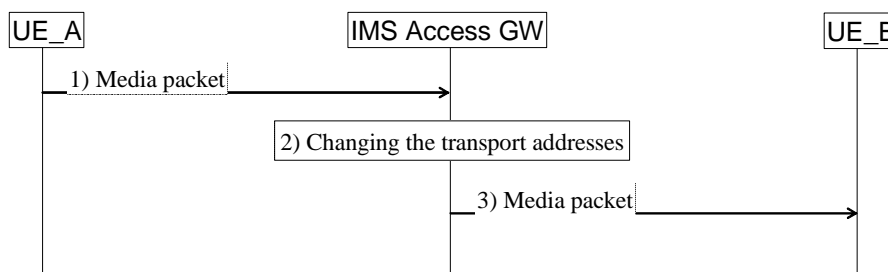 UE_A
IMS Access GW
UE_B
1) Media packet
2) Changing the transport addresses
3) Media packet